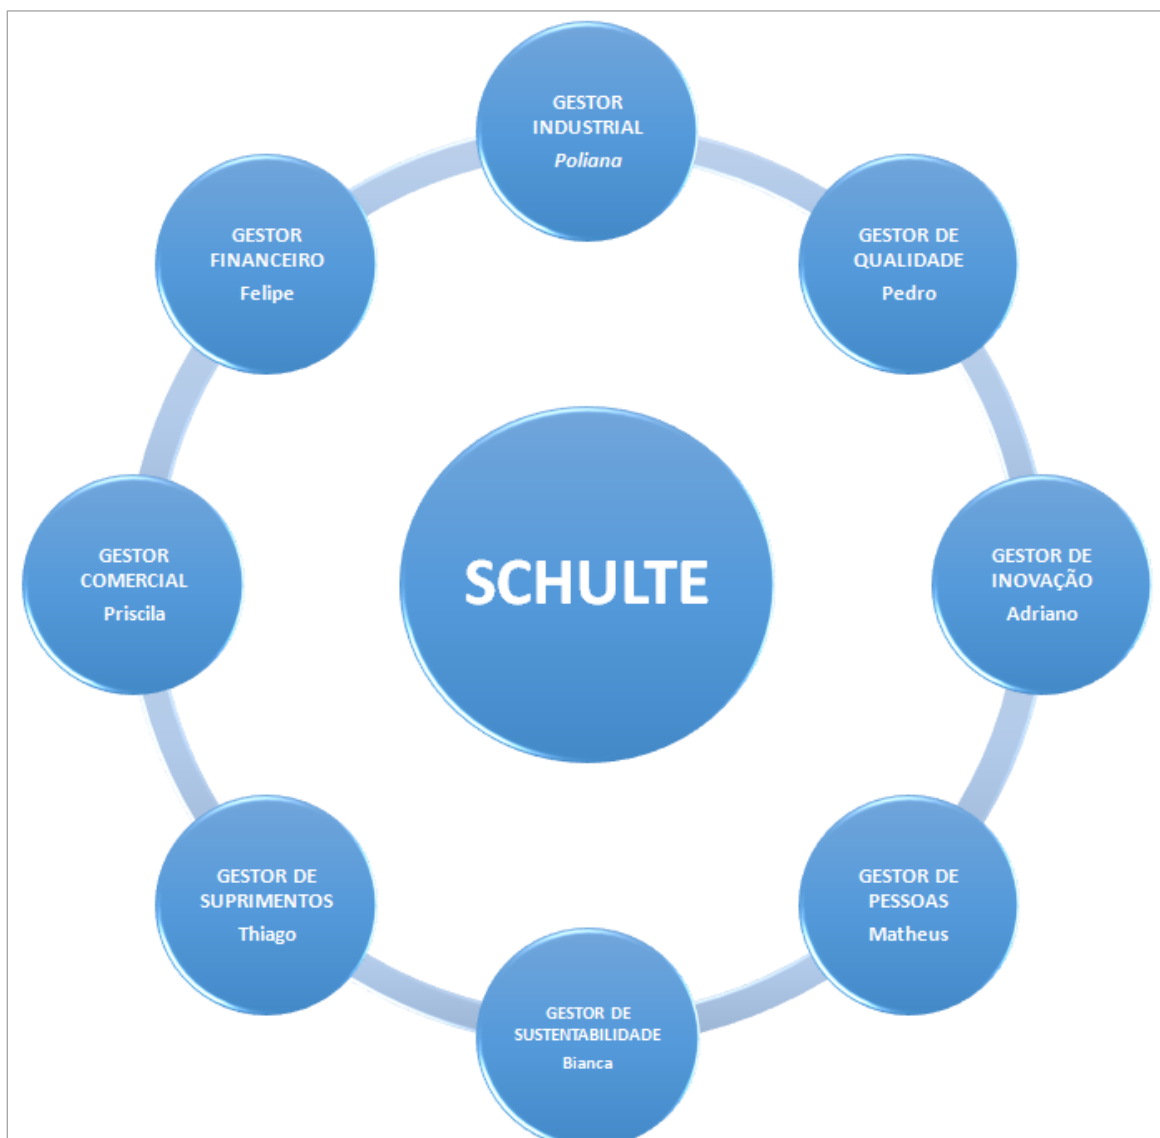 GESTOR
INDUSTRIAL
Poliana
GESTOR DE
QUALIDADE
Pedro
GESTOR DE
INOVAÇÃO
Adriano
GESTOR DE
PESSOAS
Matheus
GESTOR DE
SUSTENTABILIDADE
Bianca
GESTOR DE
SUPRIMENTOS
Thiago
GESTOR
COMERCIAL
Priscila
GESTOR
FINANCEIRO
Felipe
SCHULTE